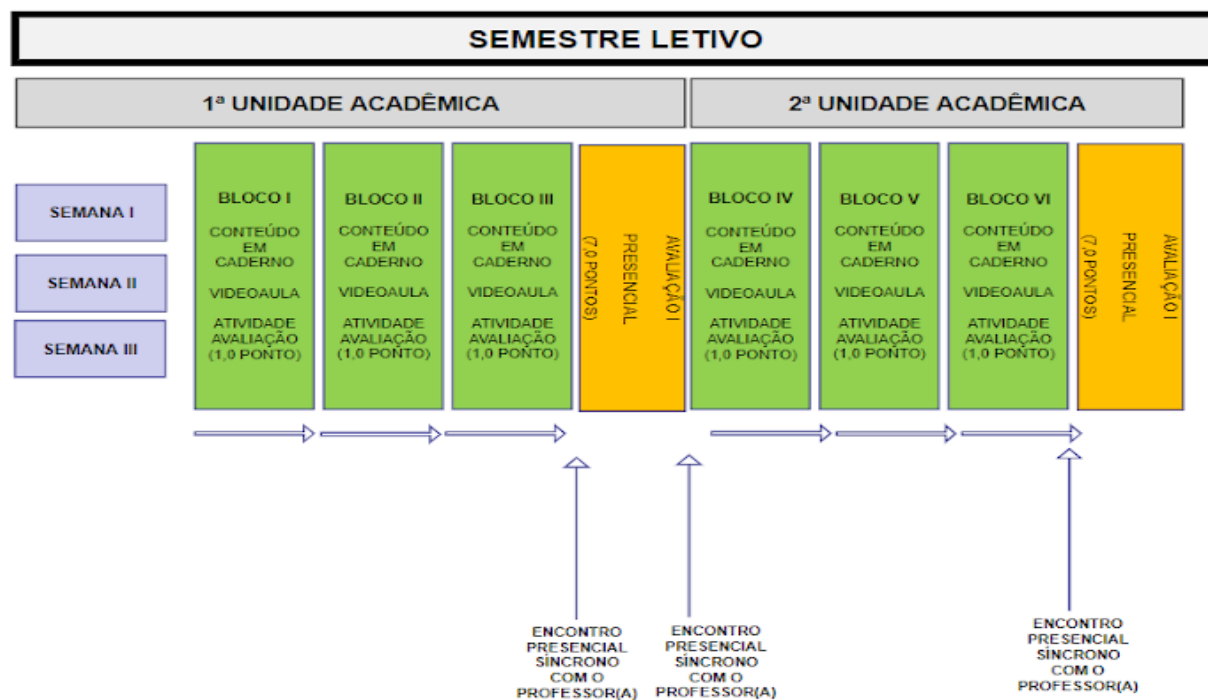 SEMESTRE LETIVO
1ª UNIDADE ACADÊMICA
2ª UNIDADE ACADÊMICA
SEMANA I
SEMANA II
SEMANA III
BLOCO I
CONTEÚDO
EM
CADERNO
VIDEOAULA
ATIVIDADE
AVALIAÇÃO
(1,0 PONTO)
BLOCO II
CONTEÚDO
EM
CADERNO
VIDEOAULA
ATIVIDADE
AVALIAÇÃO
(1,0 PONTO)
BLOCO III
CONTEÚDO
EM
CADERNO
VIDEOAULA
ATIVIDADE
AVALIAÇÃO
(1,0 PONTO)
AVALIAÇÃO I
PRESENCIAL
(7,0 PONTOS)
BLOCO IV
CONTEÚDO
EM
CADERNO
VIDEOAULA
ATIVIDADE
AVALIAÇÃO
(1,0 PONTO)
BLOCO V
CONTEÚDO
EM
CADERNO
VIDEOAULA
ATIVIDADE
AVALIAÇÃO
(1,0 PONTO)
BLOCO VI
CONTEÚDO
EM
CADERNO
VIDEOAULA
ATIVIDADE
AVALIAÇÃO
(1,0 PONTO)
AVALIAÇÃO I
PRESENCIAL
(7,0 PONTOS)
ENCONTRO
PRESENCIAL
SÍNCRONO
COM O
PROFESSOR(A)
ENCONTRO
PRESENCIAL
SÍNCRONO
COM O
PROFESSOR(A)
ENCONTRO
PRESENCIAL
SÍNCRONO
COM O
PROFESSOR(A)